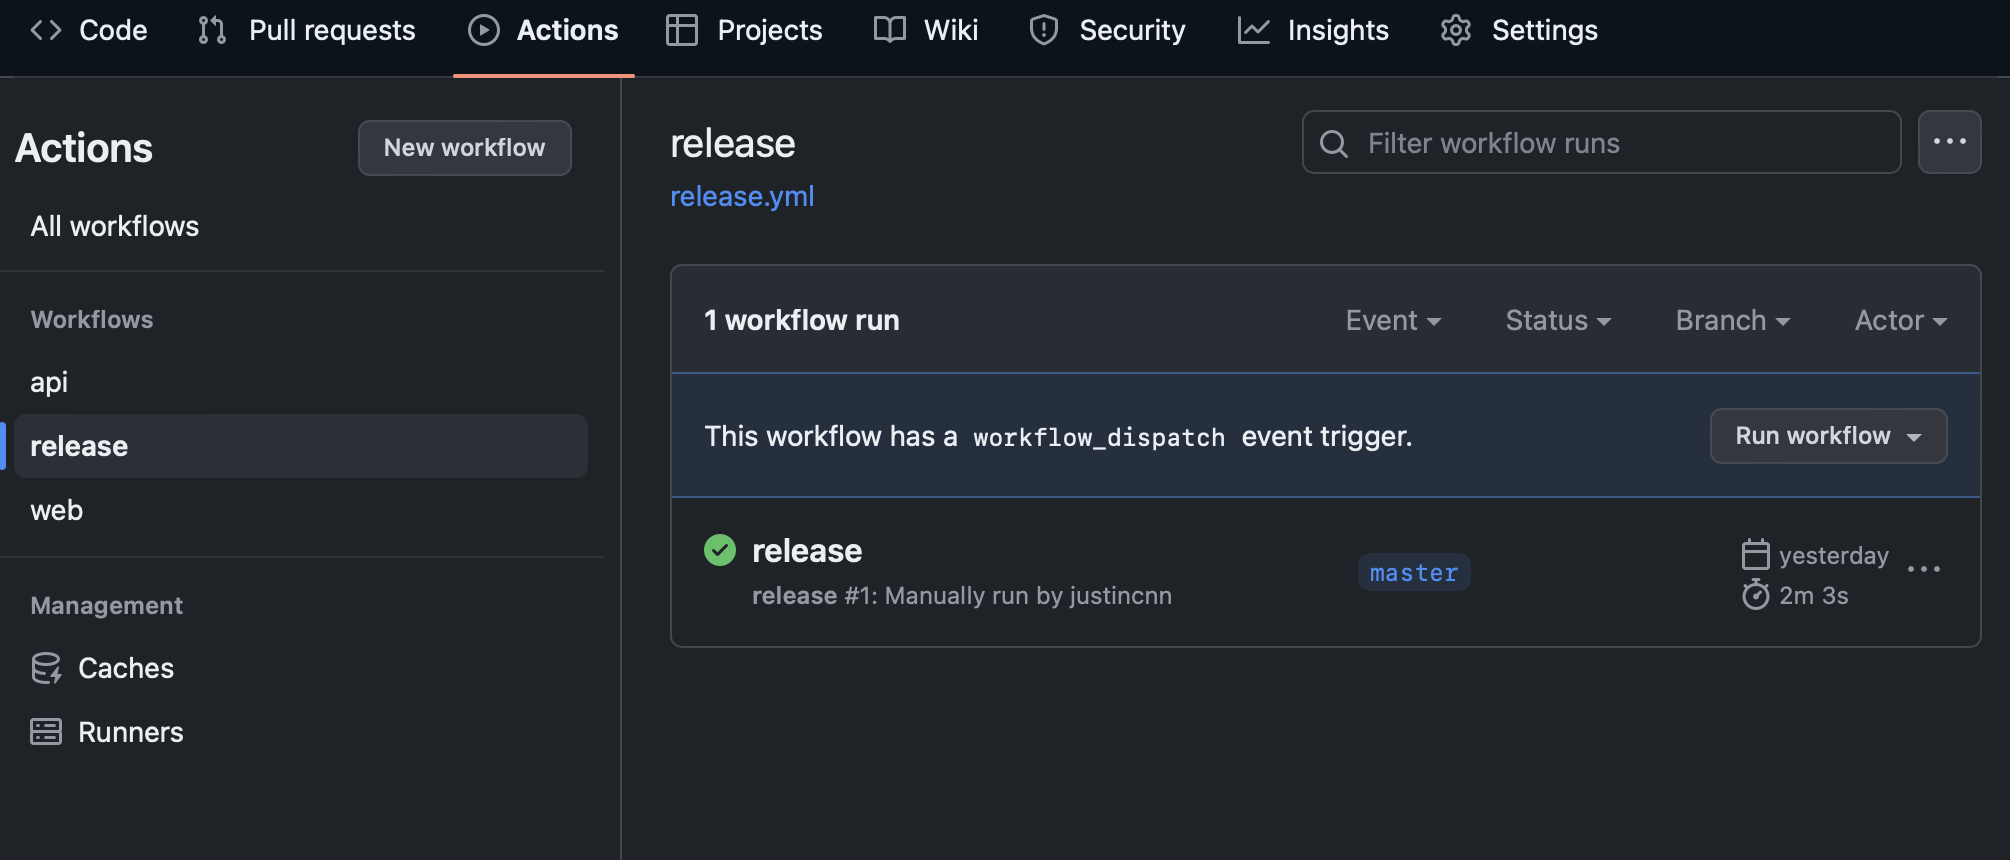 Code Pull requests Actions Projects Wiki Security Insights Settings
Actions
New workflow
All workflows
Workflows
api
release
web
Management
Caches
Runners
release
release.yml
Filter workflow runs
1 workflow run
Event Status Branch Actor
This workflow has a workflow_dispatch event trigger.
Run workflow
release
release #1: Manually run by justincnn
master
yesterday
2m 3s